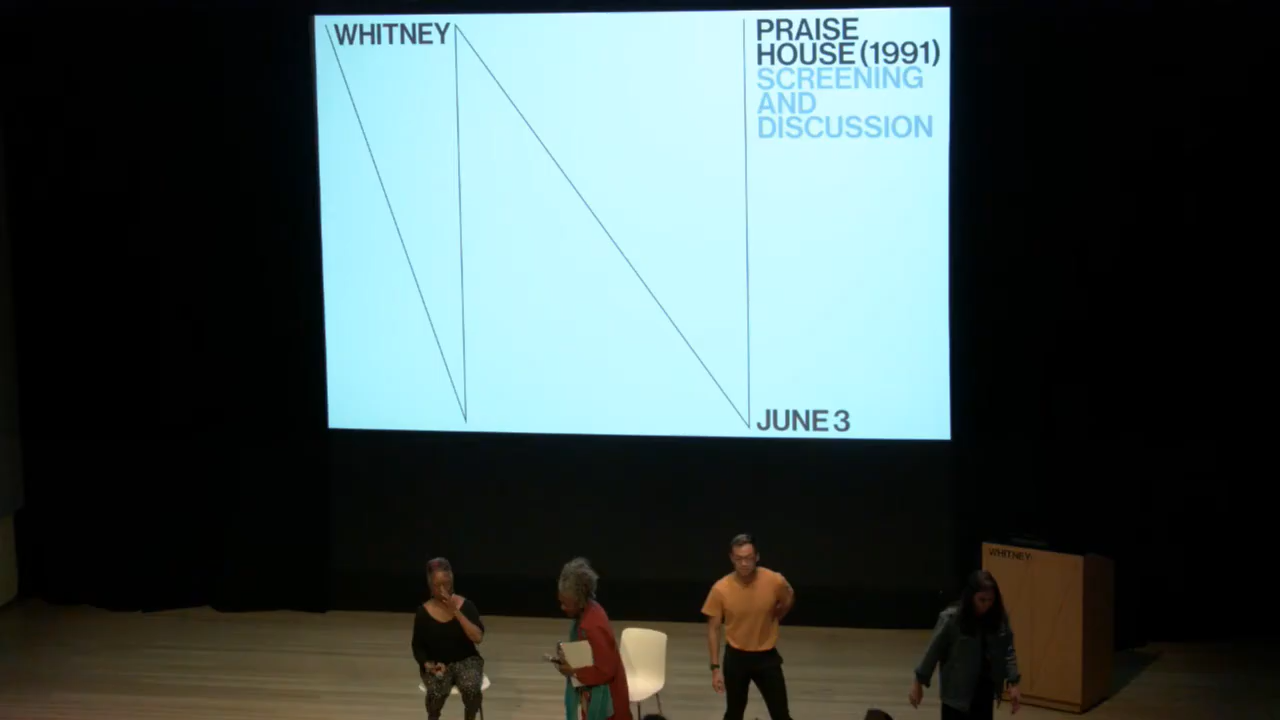 WHITNEY
PRAISE
HOUSE (1991)
SCREENING
AND
DISCUSSION
JUNE 3
WHITNEY